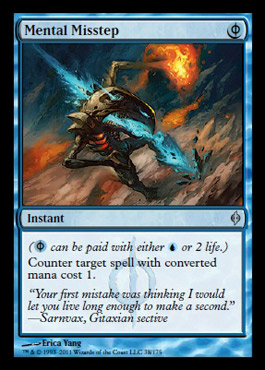 Mental Misstep
Instant
( can be paid with either or 2 life.)
Counter target spell with converted
mana cost 1.
"Your first mistake was thinking I would
let you live long enough to make a second."
—Sarnvax, Gitaxian sective
Erica Yang
™ & © 1993–2011 Wizards of the Coast LLC 38/175